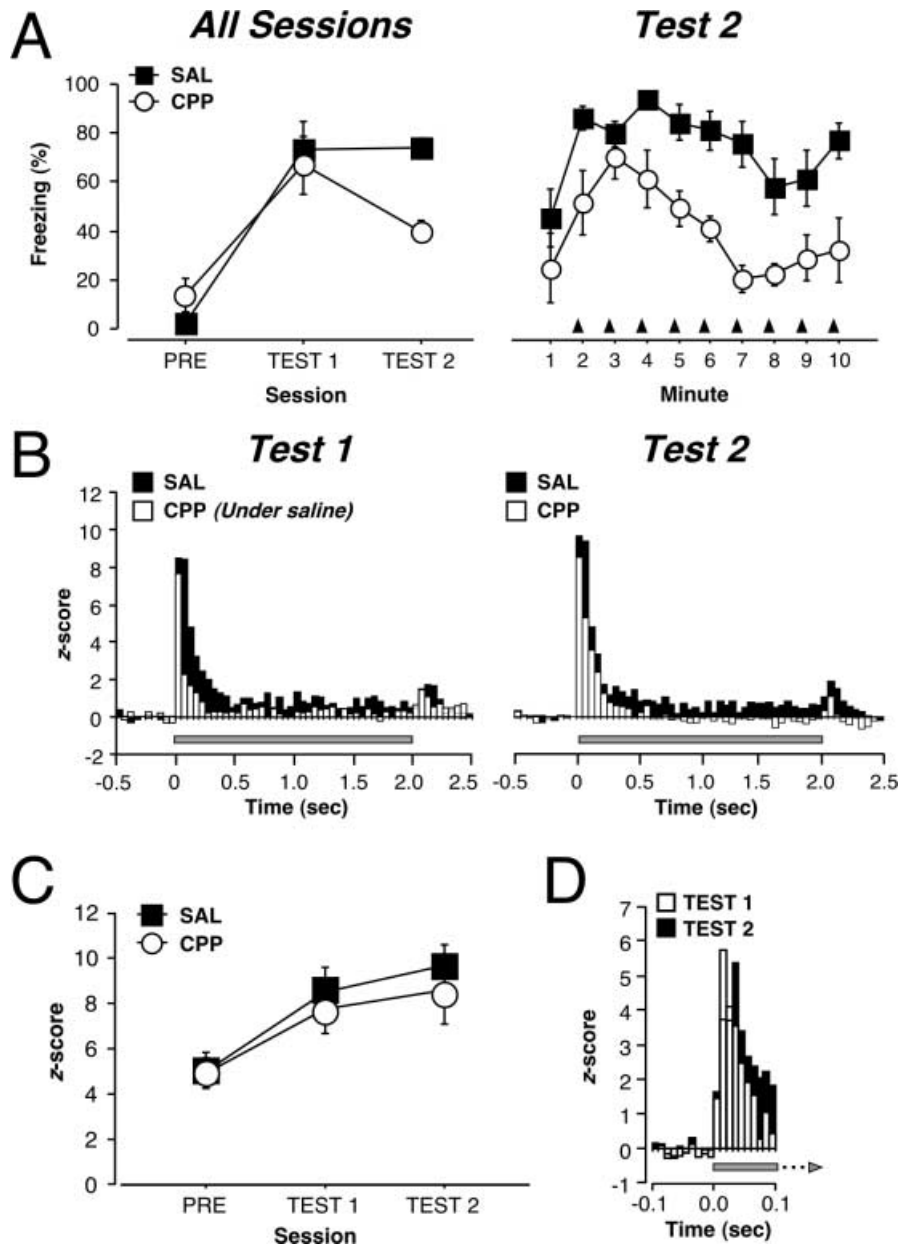 A
All Sessions
Test 2
SAL
CPP
Freezing (%)
100
80
60
40
20
0
PRE TEST 1 TEST 2
Session
1 2 3 4 5 6 7 8 9 10
Minute
B
Test 1
Test 2
SAL
CPP (Under saline)
SAL
CPP
z-score
12
10
8
6
4
2
0
-2
-0.5 0 0.5 1.0 1.5 2.0 2.5
Time (sec)
-0.5 0 0.5 1.0 1.5 2.0 2.5
Time (sec)
C
SAL
CPP
z-score
12
10
8
6
4
2
0
PRE TEST 1 TEST 2
Session
D
TEST 1
TEST 2
z-score
7
6
5
4
3
2
1
0
-1
-0.1 0.0 0.1
Time (sec)